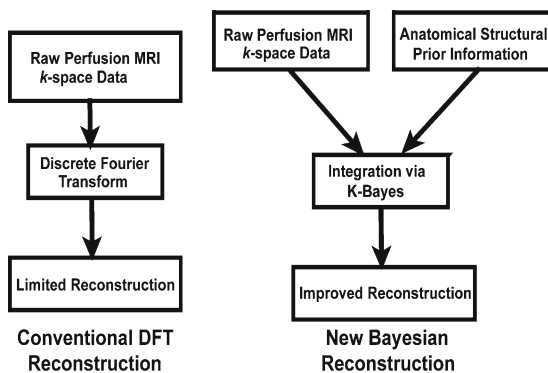 Raw Perfusion MRI
k-space Data
Discrete Fourier
Transform
Limited Reconstruction
Conventional DFT
Reconstruction
Raw Perfusion MRI
k-space Data
Anatomical Structural
Prior Information
Integration via
K-Bayes
Improved Reconstruction
New Bayesian
Reconstruction